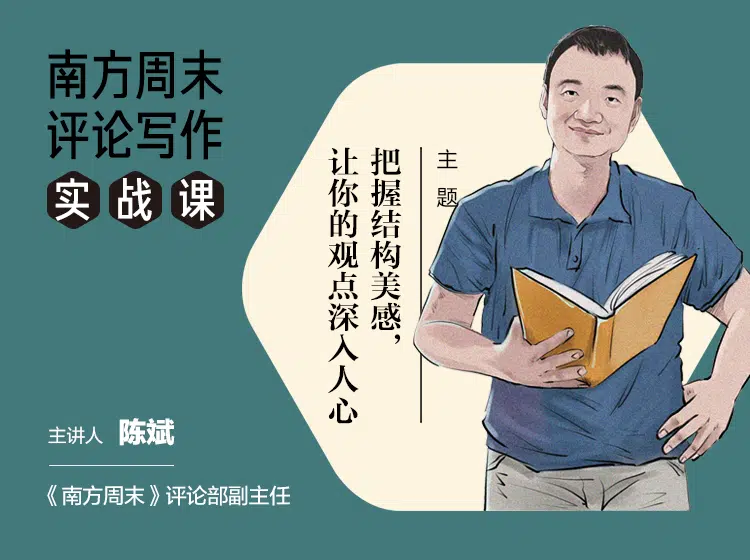 南方周末
评论写作
实战课
主题
把握结构美感，
让你的观点深入人心
主讲人 陈斌
《南方周末》评论部副主任